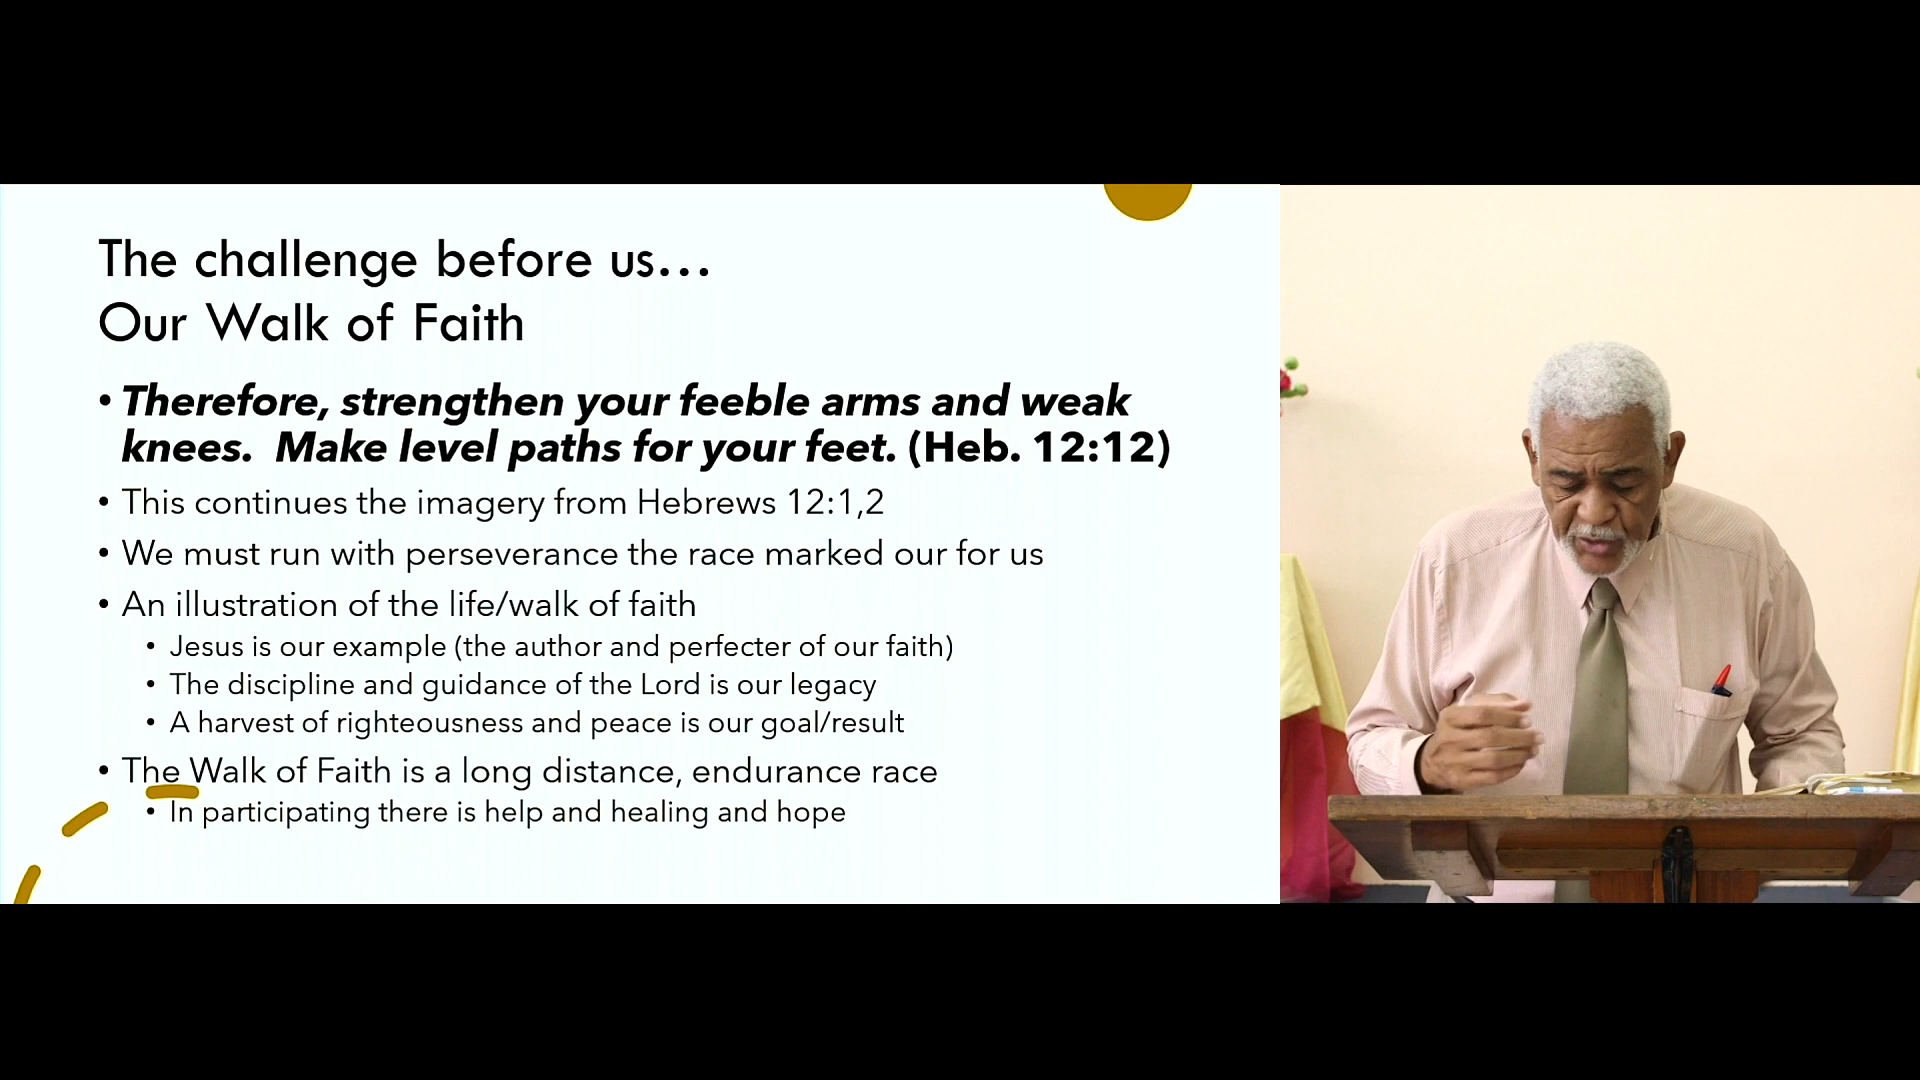 The challenge before us...
Our Walk of Faith
• Therefore, strengthen your feeble arms and weak
knees. Make level paths for your feet. (Heb. 12:12)
• This continues the imagery from Hebrews 12:1,2
• We must run with perseverance the race marked our for us
• An illustration of the life/walk of faith
• Jesus is our example (the author and perfecter of our faith)
• The discipline and guidance of the Lord is our legacy
• A harvest of righteousness and peace is our goal/result
• The Walk of Faith is a long distance, endurance race
• In participating there is help and healing and hope